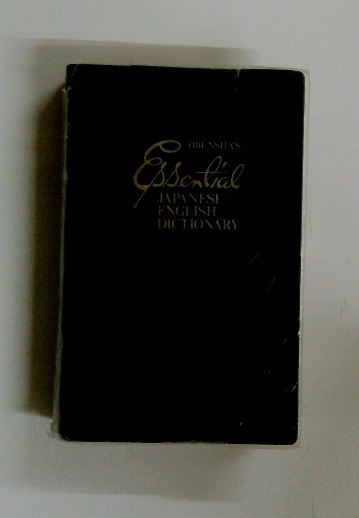 OBUNSHA'S
Essential
JAPANESE
ENGLISH
DICTIONARY